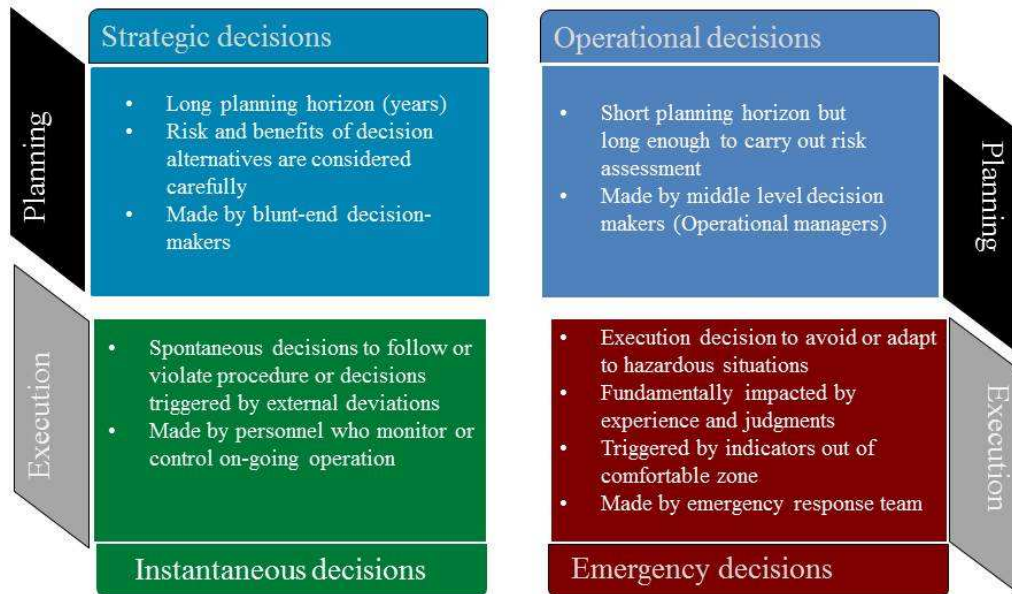 Strategic decisions
Planning
• Long planning horizon (years)
• Risk and benefits of decision
alternatives are considered
carefully
• Made by blunt-end decision-
makers
Operational decisions
• Short planning horizon but
long enough to carry out risk
assessment
• Made by middle level decision
makers (Operational managers)
Planning
Execution
• Spontaneous decisions to follow or
violate procedure or decisions
triggered by external deviations
• Made by personnel who monitor or
control on-going operation
Instantaneous decisions
• Execution decision to avoid or adapt
to hazardous situations
• Fundamentally impacted by
experience and judgments
• Triggered by indicators out of
comfortable zone
• Made by emergency response team
Execution
Emergency decisions